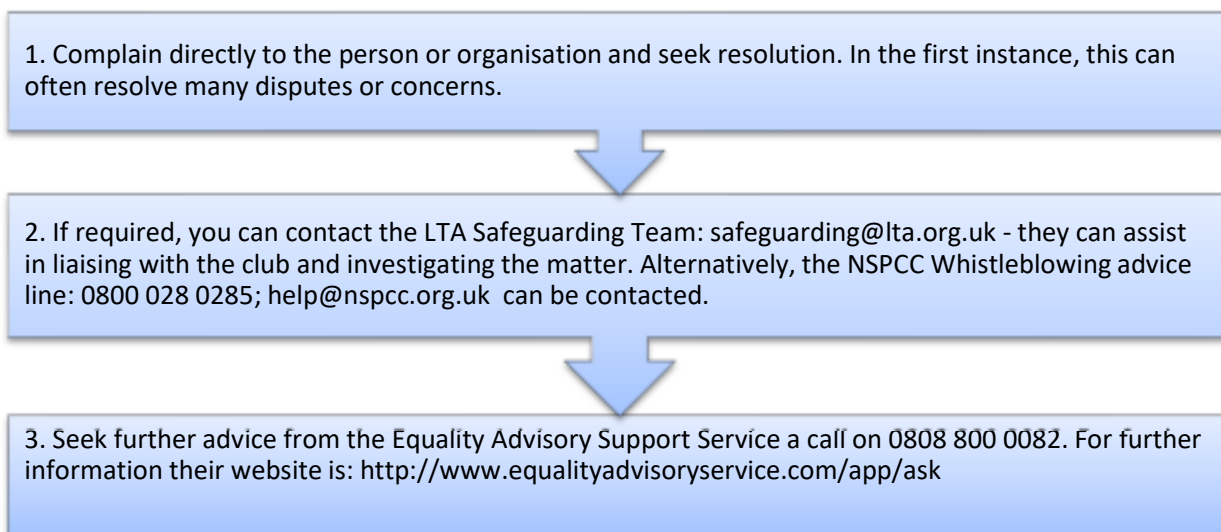 1. Complain directly to the person or organisation and seek resolution. In the first instance, this can
often resolve many disputes or concerns.
2. If required, you can contact the LTA Safeguarding Team: safeguarding@lta.org.uk - they can assist
in liaising with the club and investigating the matter. Alternatively, the NSPCC Whistleblowing advice
line: 0800 028 0285; help@nspcc.org.uk can be contacted.
3. Seek further advice from the Equality Advisory Support Service a call on 0808 800 0082. For further
information their website is: http://www.equalityadvisoryservice.com/app/ask